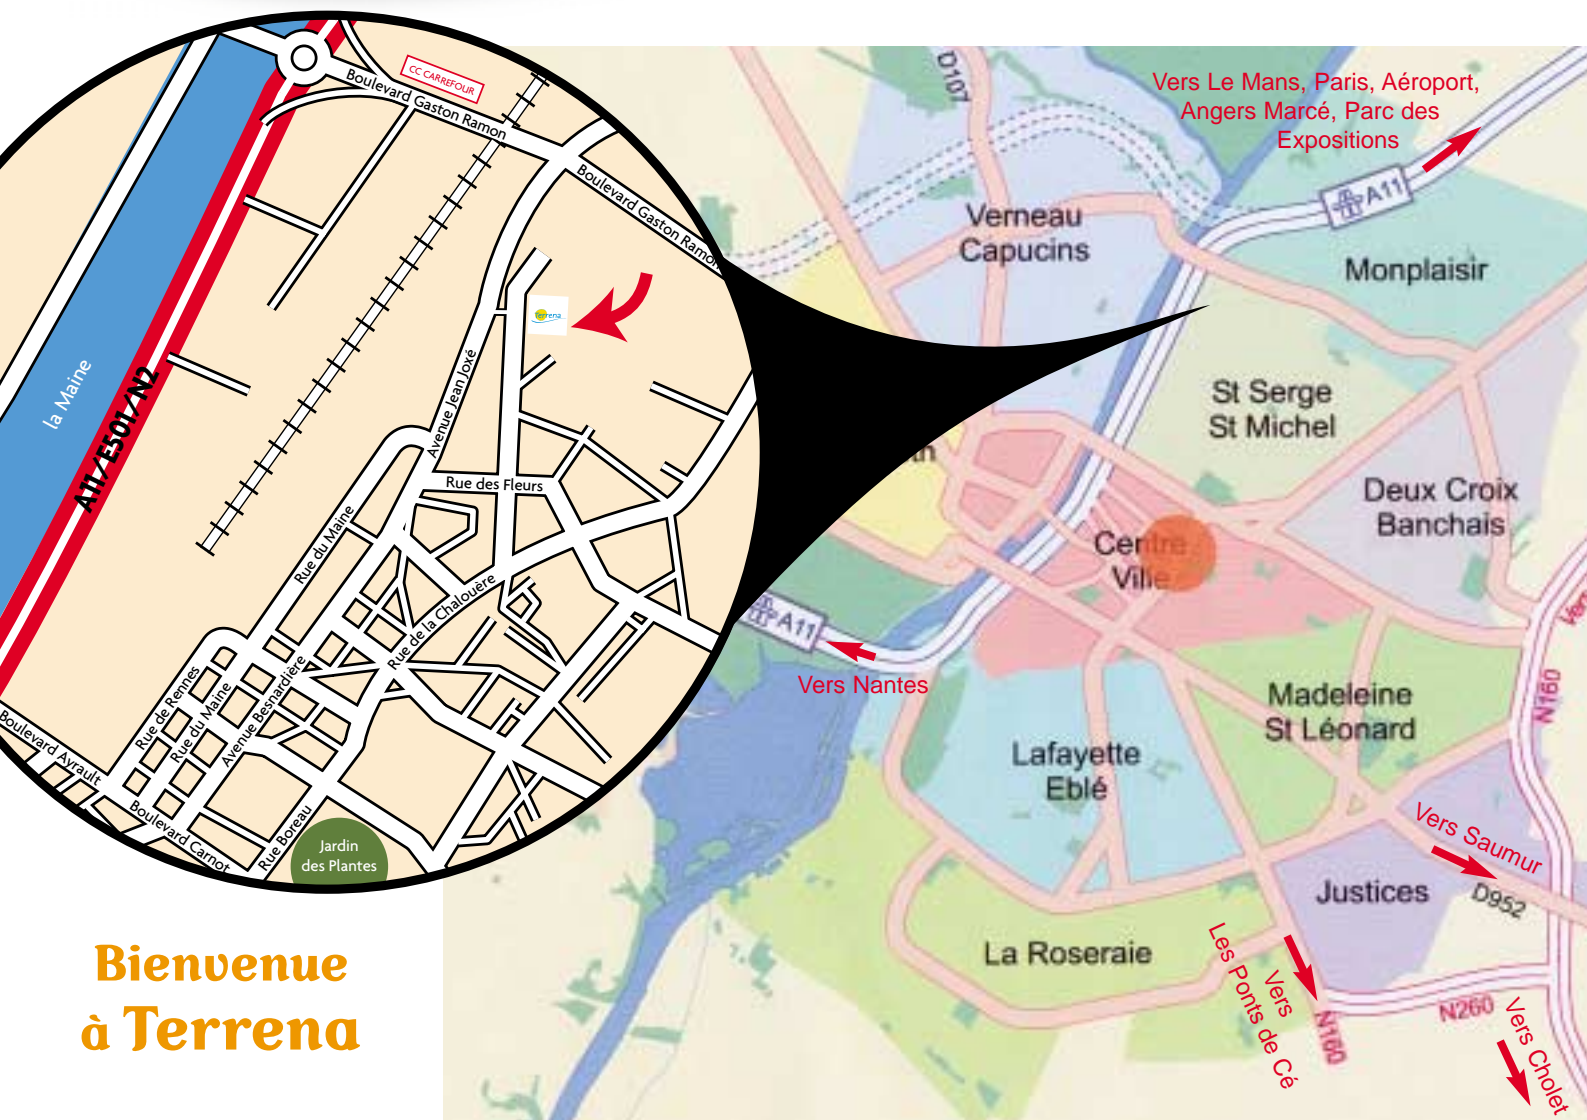 CC CARREFOUR
Boulevard Gaston Ramon
Boulevard Gaston Ramon
la Maine
A11/E501/N2
Terrena
Avenue Jean Joxé
Rue des Fleurs
Rue du Maine
Rue de la Chalouère
Rue de Rennes
Rue du Maine
Avenue Besnardière
Boulevard Ayrault
Boulevard Carnot
Rue Boreau
Jardin
des Plantes
Bienvenue
à Terrena
D107
Vers Le Mans, Paris, Aéroport,
Angers Marcé, Parc des
Expositions
A11
Verneau
Capucins
Monplaisir
St Serge
St Michel
Deux Croix
Banchais
Centre
Ville
A11
Vers Nantes
N160
Madeleine
St Léonard
Lafayette
Eblé
Vers Saumur
D952
Justices
La Roseraie
Vers
Les Ponts de Cé
N160
N260
Vers Cholet